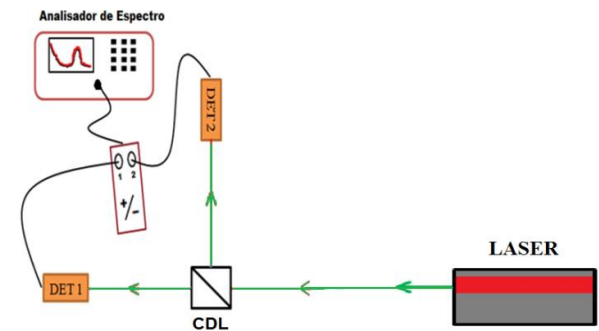 Analisador de Espectro
DET 2
1 2
+/-
LASER
DET 1
CDL